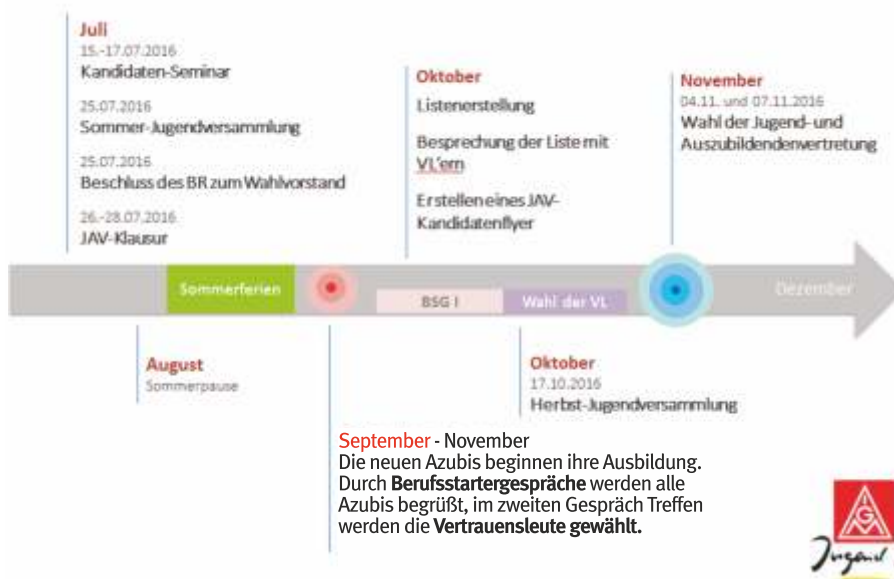 Juli
15.-17.07.2016
Kandidaten-Seminar
25.07.2016
Sommer-Jugendversammlung
25.07.2016
Beschluss des BR zum Wahlvorstand
26.-28.07.2016
JAV-Klausur
Oktober
Listenerstellung
Besprechung der Liste mit
VL'ern
Erstellen eines JAV-
Kandidatenflyer
November
04.11. und 07.11.2016
Wahl der Jugend- und
Auszubildendenvertretung
Sommerferien
BSG I
Wahl der VL
Dezember
August
Sommerpause
Oktober
17.10.2016
Herbst-Jugendversammlung
September - November
Die neuen Azubis beginnen ihre Ausbildung.
Durch Berufsstartergespräche werden alle
Azubis begrüßt, im zweiten Gespräch Treffen
werden die Vertrauensleute gewählt.
IGM
Jugend